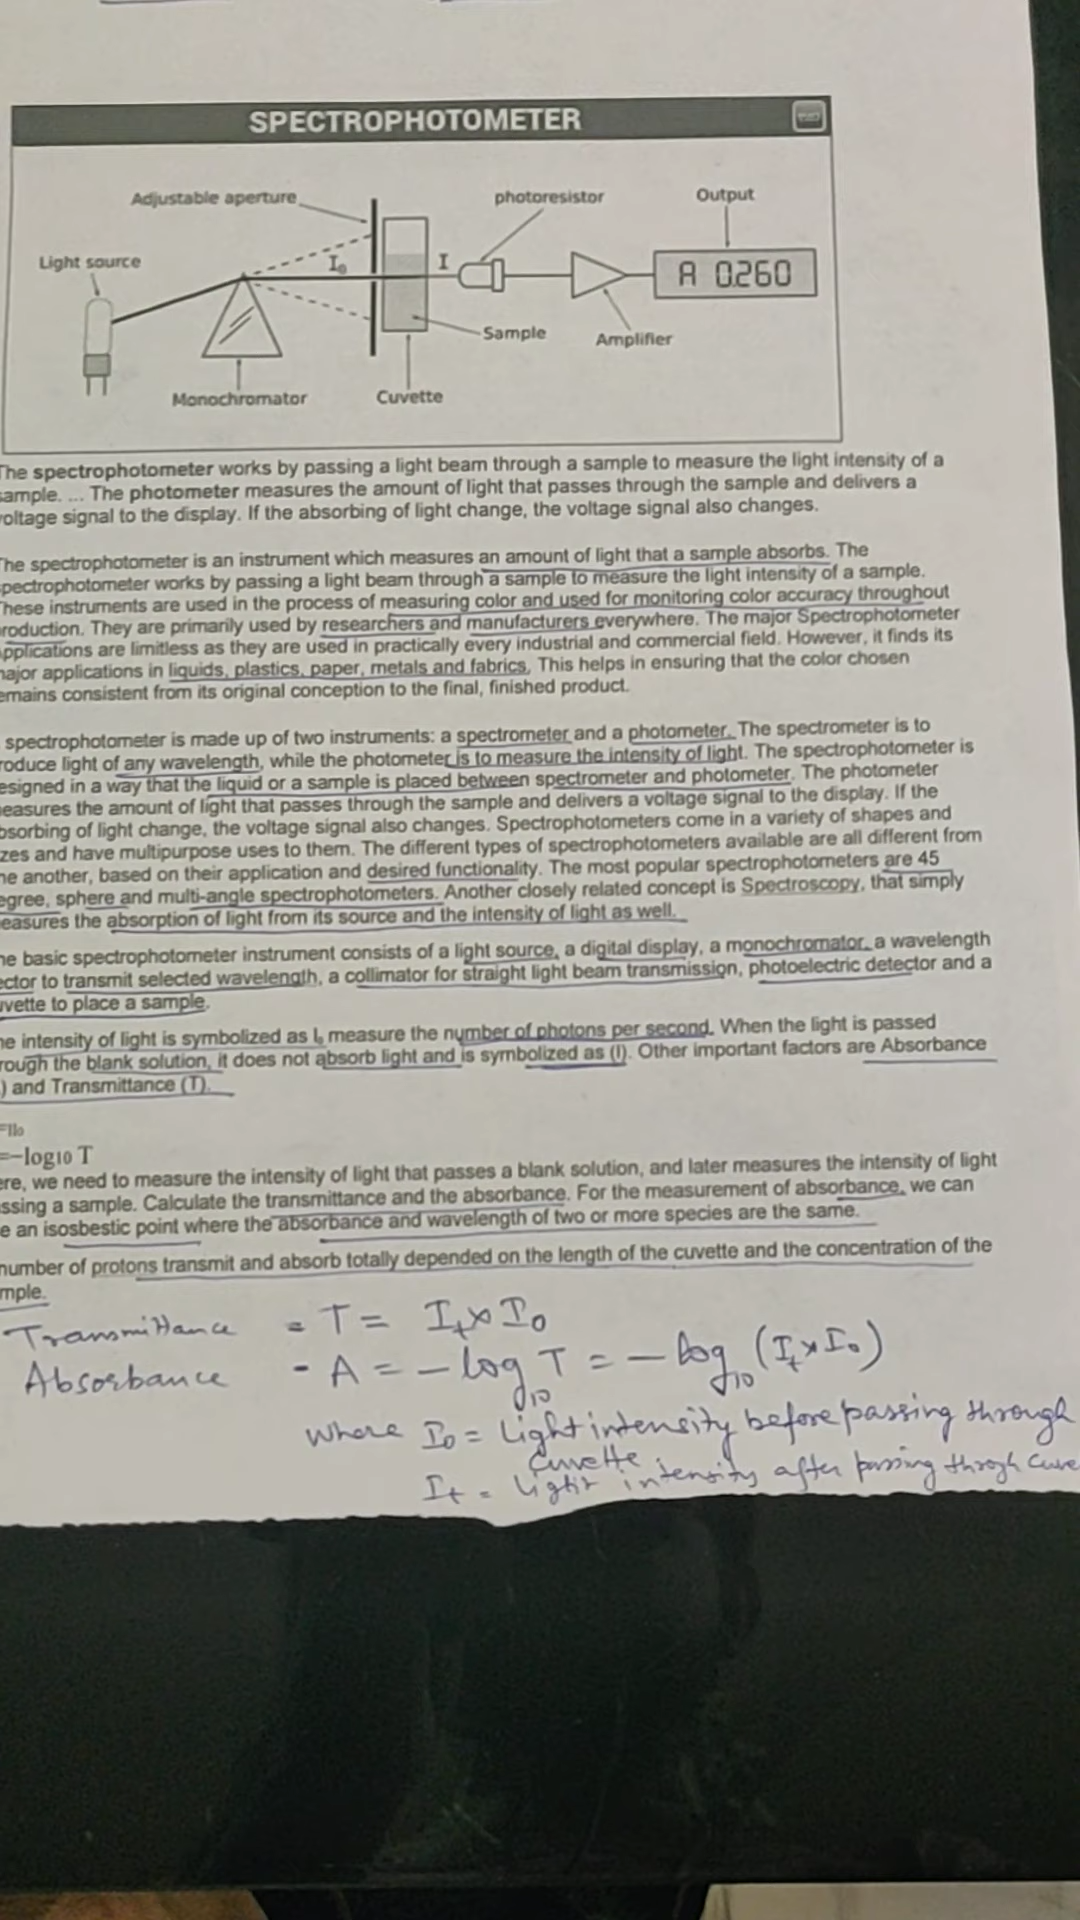 SPECTROPHOTOMETER
Adjustable aperture
photoresistor
Output
Light source
I₀
I
A 0.260
Sample
Amplifier
Monochromator
Cuvette
The spectrophotometer works by passing a light beam through a sample to measure the light intensity of a
sample. ... The photometer measures the amount of light that passes through the sample and delivers a
voltage signal to the display. If the absorbing of light change, the voltage signal also changes.
The spectrophotometer is an instrument which measures an amount of light that a sample absorbs. The
pectrophotometer works by passing a light beam through a sample to measure the light intensity of a sample.
These instruments are used in the process of measuring color and used for monitoring color accuracy throughout
roduction. They are primarily used by researchers and manufacturers everywhere. The major Spectrophotometer
pplications are limitless as they are used in practically every industrial and commercial field. However, it finds its
najor applications in liquids, plastics, paper, metals and fabrics. This helps in ensuring that the color chosen
emains consistent from its original conception to the final, finished product.
spectrophotometer is made up of two instruments: a spectrometer and a photometer. The spectrometer is to
roduce light of any wavelength, while the photometer is to measure the intensity of light. The spectrophotometer is
esigned in a way that the liquid or a sample is placed between spectrometer and photometer. The photometer
easures the amount of light that passes through the sample and delivers a voltage signal to the display. If the
bsorbing of light change, the voltage signal also changes. Spectrophotometers come in a variety of shapes and
zes and have multipurpose uses to them. The different types of spectrophotometers available are all different from
ne another, based on their application and desired functionality. The most popular spectrophotometers are 45
egree, sphere and multi-angle spectrophotometers. Another closely related concept is Spectroscopy, that simply
easures the absorption of light from its source and the intensity of light as well.
he basic spectrophotometer instrument consists of a light source, a digital display, a monochromator, a wavelength
ector to transmit selected wavelength, a collimator for straight light beam transmission, photoelectric detector and a
uvette to place a sample.
he intensity of light is symbolized as I₀ measure the number of photons per second. When the light is passed
rough the blank solution, it does not absorb light and is symbolized as (I). Other important factors are Absorbance
) and Transmittance (T).
=II₀
=−log10 T
ere, we need to measure the intensity of light that passes a blank solution, and later measures the intensity of light
ssing a sample. Calculate the transmittance and the absorbance. For the measurement of absorbance, we can
e an isosbestic point where the absorbance and wavelength of two or more species are the same.
number of protons transmit and absorb totally depended on the length of the cuvette and the concentration of the
mple.
Transmittance = T = Iₜ x I₀
Absorbance - A = − log₁₀ T = − log₁₀ (Iₜ x I₀)
where I₀ = Light intensity before passing through
Cuvette
Iₜ = Light intensity after passing throgh Cuve